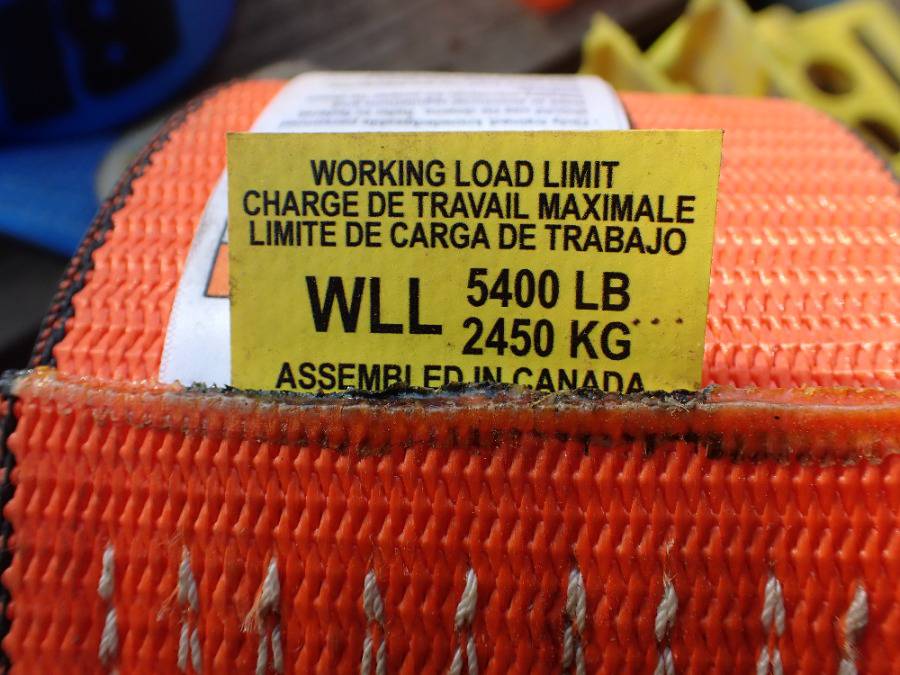 WORKING LOAD LIMIT
CHARGE DE TRAVAIL MAXIMALE
LIMITE DE CARGA DE TRABAJO
WLL 5400 LB
2450 KG
ASSEMBLED IN CANADA